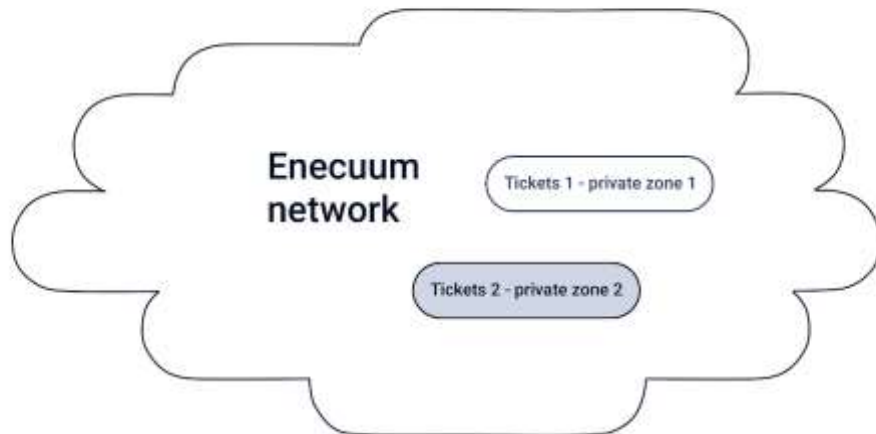 Enecuum
network
Tickets 1 - private zone 1
Tickets 2 - private zone 2